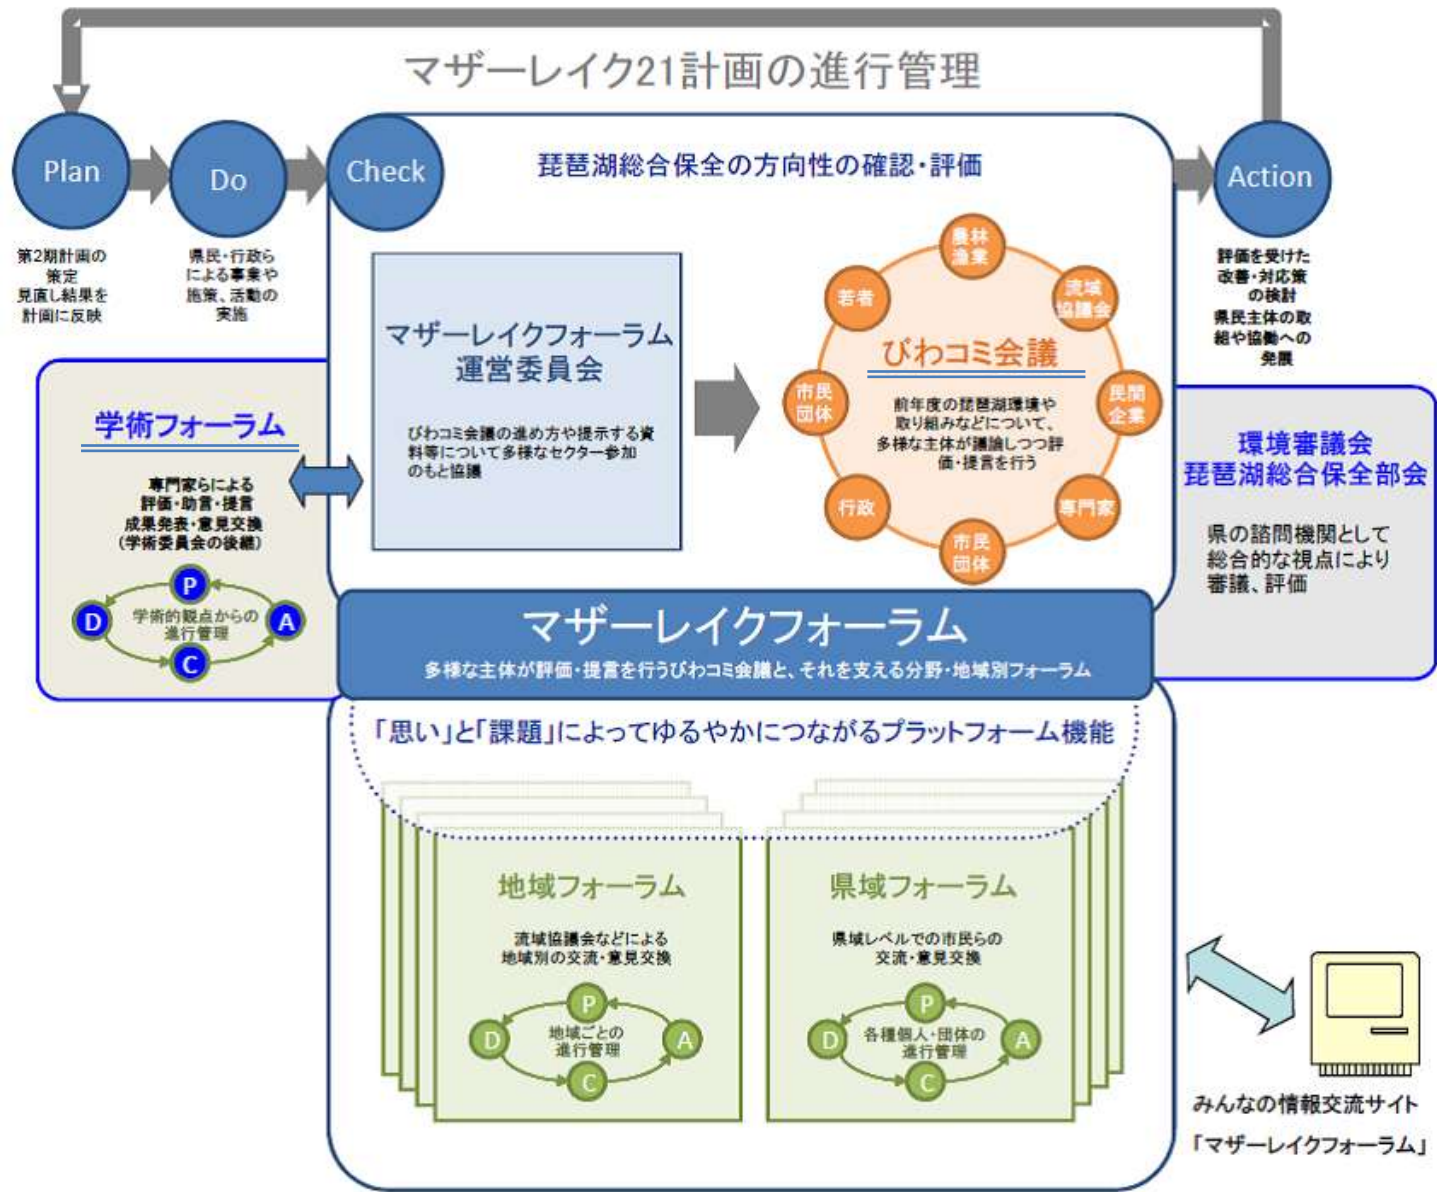 マザーレイク21計画の進行管理
Plan
Do
Check
Action
第2期計画の
策定
見直し結果を
計画に反映
県民・行政ら
による事業や
施策、活動の
実施
評価を受けた
改善・対応策
の検討
県民主体の取
組や協働への
発展
琵琶湖総合保全の方向性の確認・評価
マザーレイクフォーラム
運営委員会
びわコミ会議の進め方や提示する資
料等について多様なセクター参加
のもと協議
農林
漁業
若者
流域
協議会
市民
団体
民間
企業
行政
専門家
市民
団体
びわコミ会議
前年度の琵琶湖環境や
取り組みなどについて、
多様な主体が議論しつつ評
価・提言を行う
学術フォーラム
専門家らによる
評価・助言・提言
成果発表・意見交換
(学術委員会の後継)
P
D
A
C
学術的観点からの
進行管理
環境審議会
琵琶湖総合保全部会
県の諮問機関として
総合的な視点により
審議、評価
マザーレイクフォーラム
多様な主体が評価・提言を行うびわコミ会議と、それを支える分野・地域別フォーラム
「思い」と「課題」によってゆるやかにつながるプラットフォーム機能
地域フォーラム
流域協議会などによる
地域別の交流・意見交換
P
D
A
C
地域ごとの
進行管理
県域フォーラム
県域レベルでの市民らの
交流・意見交換
P
D
A
C
各種個人・団体の
進行管理
みんなの情報交流サイト
「マザーレイクフォーラム」